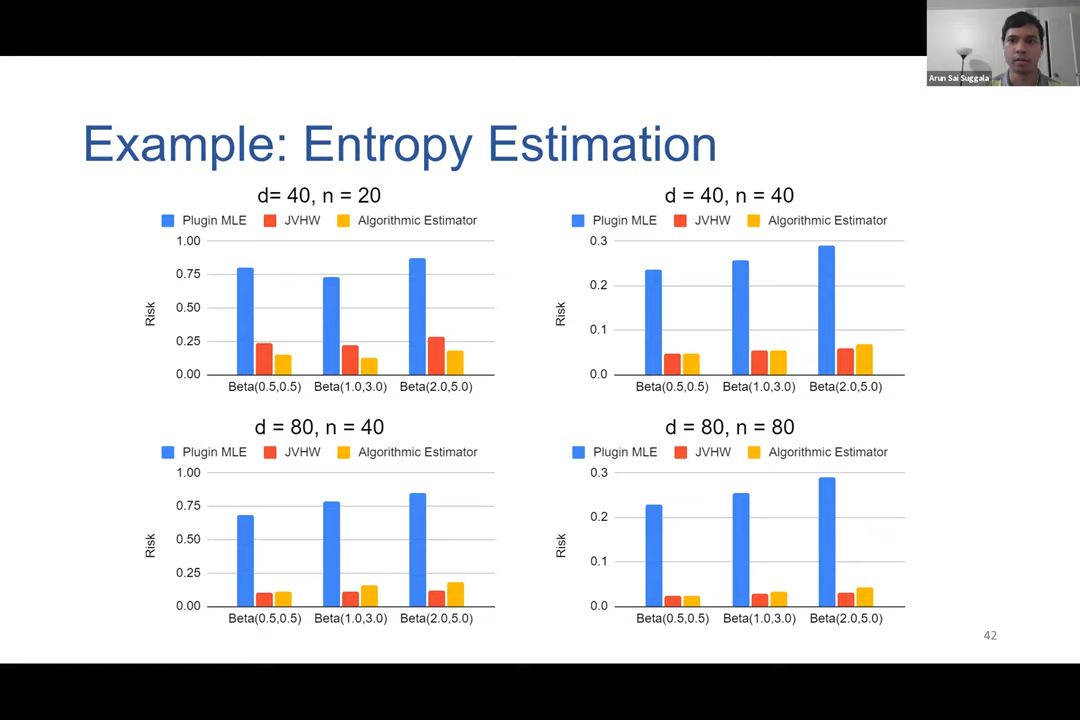 Arun Sai Suggala
Example: Entropy Estimation
d= 40, n = 20
Plugin MLE JVHW Algorithmic Estimator
1.00
0.75
0.50
0.25
0.00
Risk
Beta(0.5,0.5) Beta(1.0,3.0) Beta(2.0,5.0)
d = 40, n = 40
Plugin MLE JVHW Algorithmic Estimator
0.3
0.2
0.1
0.0
Risk
Beta(0.5,0.5) Beta(1.0,3.0) Beta(2.0,5.0)
d = 80, n = 40
Plugin MLE JVHW Algorithmic Estimator
1.00
0.75
0.50
0.25
0.00
Risk
Beta(0.5,0.5) Beta(1.0,3.0) Beta(2.0,5.0)
d = 80, n = 80
Plugin MLE JVHW Algorithmic Estimator
0.3
0.2
0.1
0.0
Risk
Beta(0.5,0.5) Beta(1.0,3.0) Beta(2.0,5.0)
42